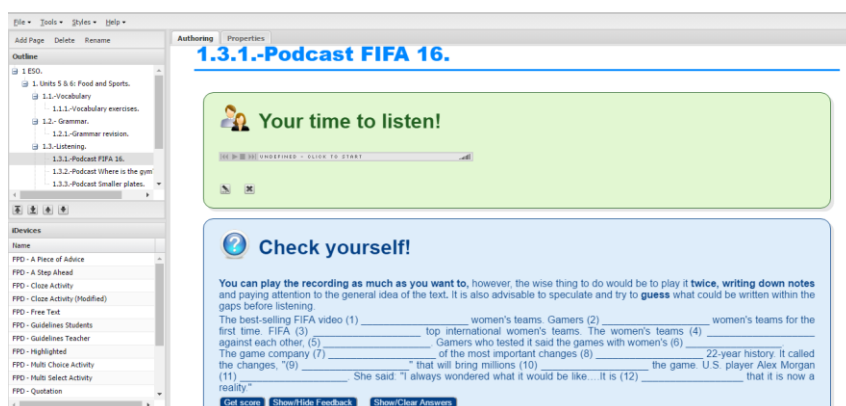 File Tools Styles Help
Add Page Delete Rename
Outline
1 ESO.
1. Units 5 & 6: Food and Sports.
1.1.-Vocabulary
1.1.1.-Vocabulary exercises.
1.2.- Grammar.
1.2.1.-Grammar revision.
1.3.-Listening.
1.3.1.-Podcast FIFA 16.
1.3.2.-Podcast Where is the gym
1.3.3.-Podcast Smaller plates.
iDevices
Name
FPD - A Piece of Advice
FPD - A Step Ahead
FPD - Cloze Activity
FPD - Cloze Activity (Modified)
FPD - Free Text
FPD - Guidelines Students
FPD - Guidelines Teacher
FPD - Highlighted
FPD - Multi Choice Activity
FPD - Multi Select Activity
FPD - Quotation
Authoring Properties
1.3.1.-Podcast FIFA 16.
Your time to listen!
UNDEFINED - CLICK TO START
Check yourself!
You can play the recording as much as you want to, however, the wise thing to do would be to play it twice, writing down notes
and paying attention to the general idea of the text. It is also advisable to speculate and try to guess what could be written within the
gaps before listening.
The best-selling FIFA video (1) ________________ women's teams. Gamers (2) ________________ women's teams for the
first time. FIFA (3) ________________ top international women's teams. The women's teams (4) ________________
against each other, (5) ________________. Gamers who tested it said the games with women's (6) ________________.
The game company (7) ________________ of the most important changes (8) ________________ 22-year history. It called
the changes, "(9) ________________" that will bring millions (10) ________________ the game. U.S. player Alex Morgan
(11) ________________. She said: "I always wondered what it would be like....It is (12) ________________ that it is now a
reality."
Get score Show/Hide Feedback Show/Clear Answers